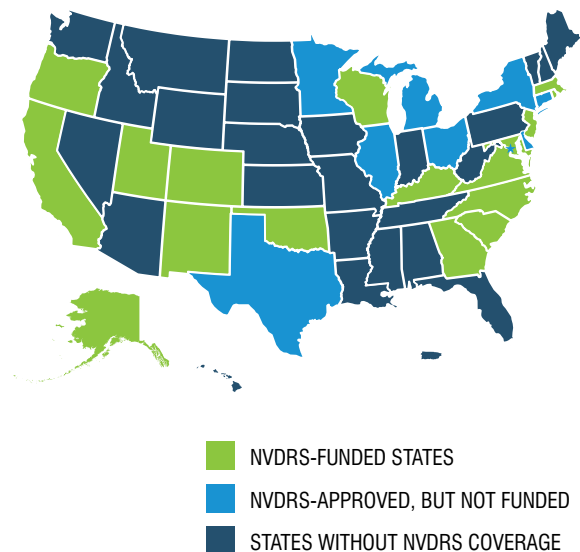 NVDRS-FUNDED STATES
NVDRS-APPROVED, BUT NOT FUNDED
STATES WITHOUT NVDRS COVERAGE